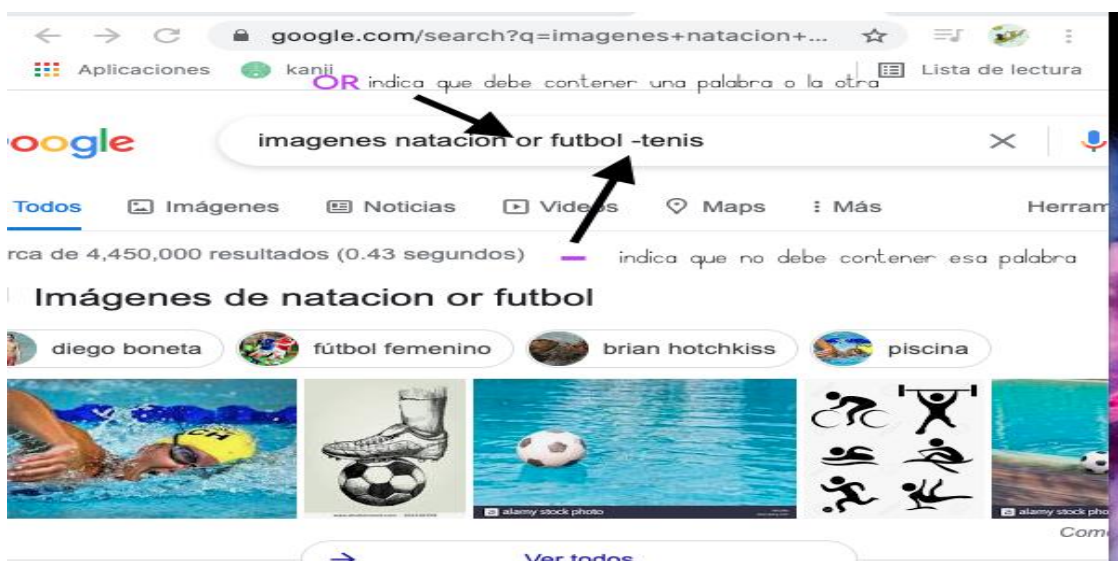 google.com/search?q=imagenes+natacion+...
Aplicaciones kanji Lista de lectura
OR indica que debe contener una palabra o la otra
oogle imagenes natacion or futbol -tenis
Todos Imágenes Noticias Videos Maps Más Herram
rca de 4,450,000 resultados (0.43 segundos) - indica que no debe contener esa palabra
Imágenes de natacion or futbol
diego boneta fútbol femenino brian hotchkiss piscina
a alamy stock photo a alamy stock pho
Come
→ Ver todos